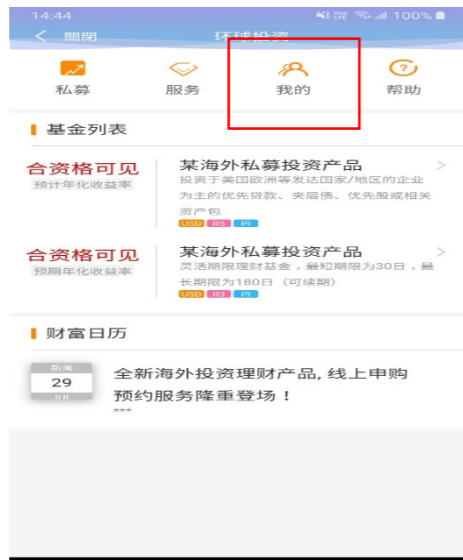 14:44
100%
關閉
环球投资
私募
服务
我的
帮助
基金列表
合资格可见
预计年化收益率
某海外私募投资产品
投资于美国欧洲等发达国家/地区的企业
为主的优先贷款、夹层债、优先股或相关
资产包
USD R5 PI
合资格可见
预期年化收益率
某海外私募投资产品
灵活期限理财基金，最短期限为30日，最
长期限为180日（可续期）
USD R3 PI
财富日历
新闻
29
全新海外投资理财产品, 线上申购
预约服务隆重登场！
***